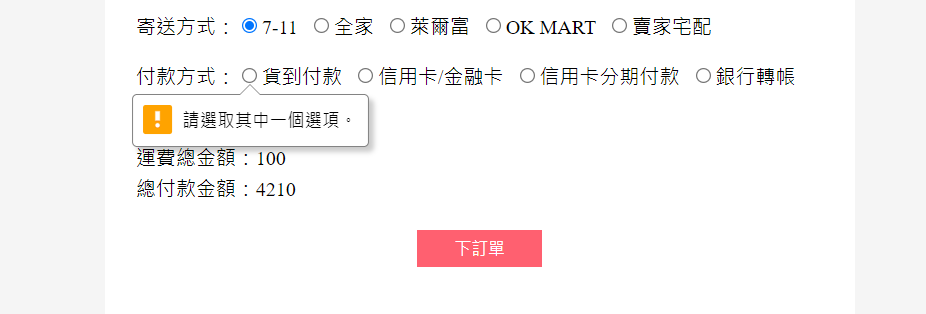 寄送方式：7-11 全家 萊爾富 OK MART 賣家宅配
付款方式：貨到付款 信用卡/金融卡 信用卡分期付款 銀行轉帳
請選取其中一個選項。
運費總金額：100
總付款金額：4210
下訂單